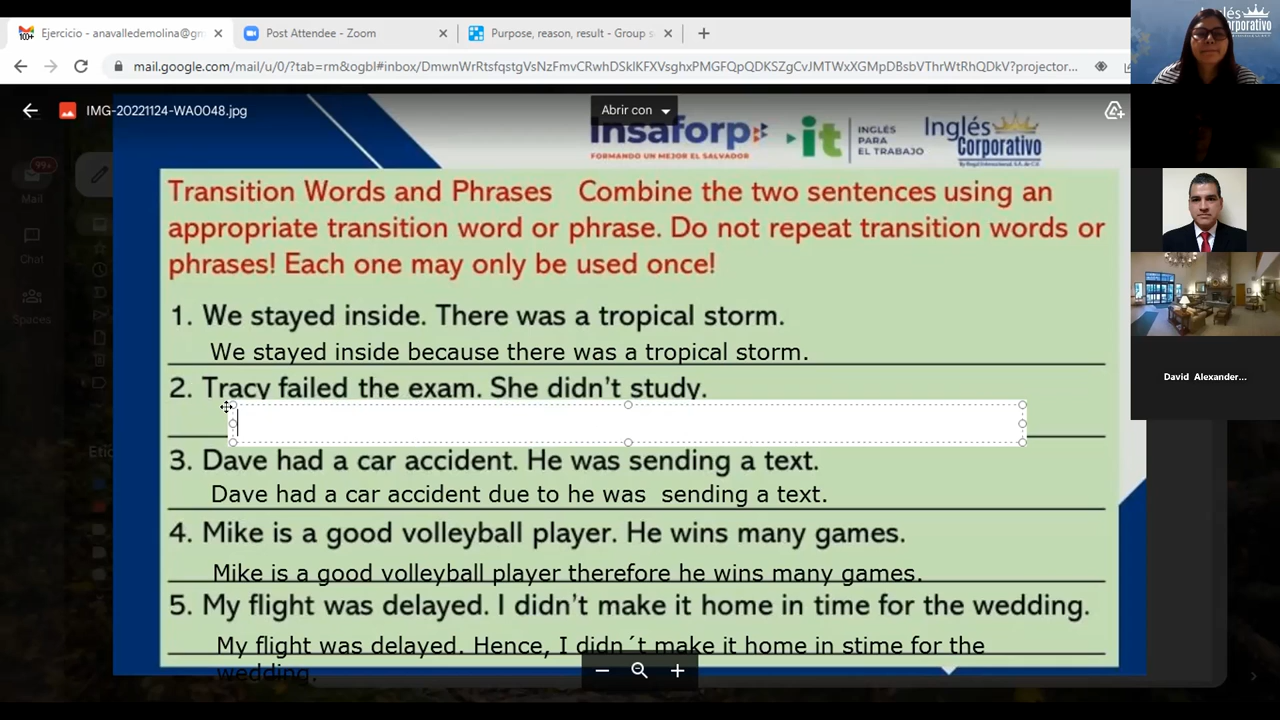 Ejercicio - anavalledemolina@gm
Post Attendee - Zoom
Purpose, reason, result - Group s
100+
mail.google.com/mail/u/0/?tab=rm&ogbl#inbox/DmwnWrRtsfqstgVsNzFmvCRwhDSklKFXVsghxPMGFQpQDKSZgCvJMTWxXGMpDBsbVThrWtRhQDkV?projector...
IMG-20221124-WA0048.jpg
Abrir con
Insaforp
FORMANDO UN MEJOR EL SALVADOR
it
INGLÉS
PARA
EL TRABAJO
Inglés
Corporativo
99+
Mail
Chat
Spaces
Transition Words and Phrases Combine the two sentences using an
appropriate transition word or phrase. Do not repeat transition words or
phrases! Each one may only be used once!
1. We stayed inside. There was a tropical storm.
We stayed inside because there was a tropical storm.
2. Tracy failed the exam. She didn't study.
3. Dave had a car accident. He was sending a text.
Dave had a car accident due to he was sending a text.
4. Mike is a good volleyball player. He wins many games.
Mike is a good volleyball player therefore he wins many games.
5. My flight was delayed. I didn't make it home in time for the wedding.
My flight was delayed. Hence, I didn´t make it home in stime for the
wedding.
David Alexander...